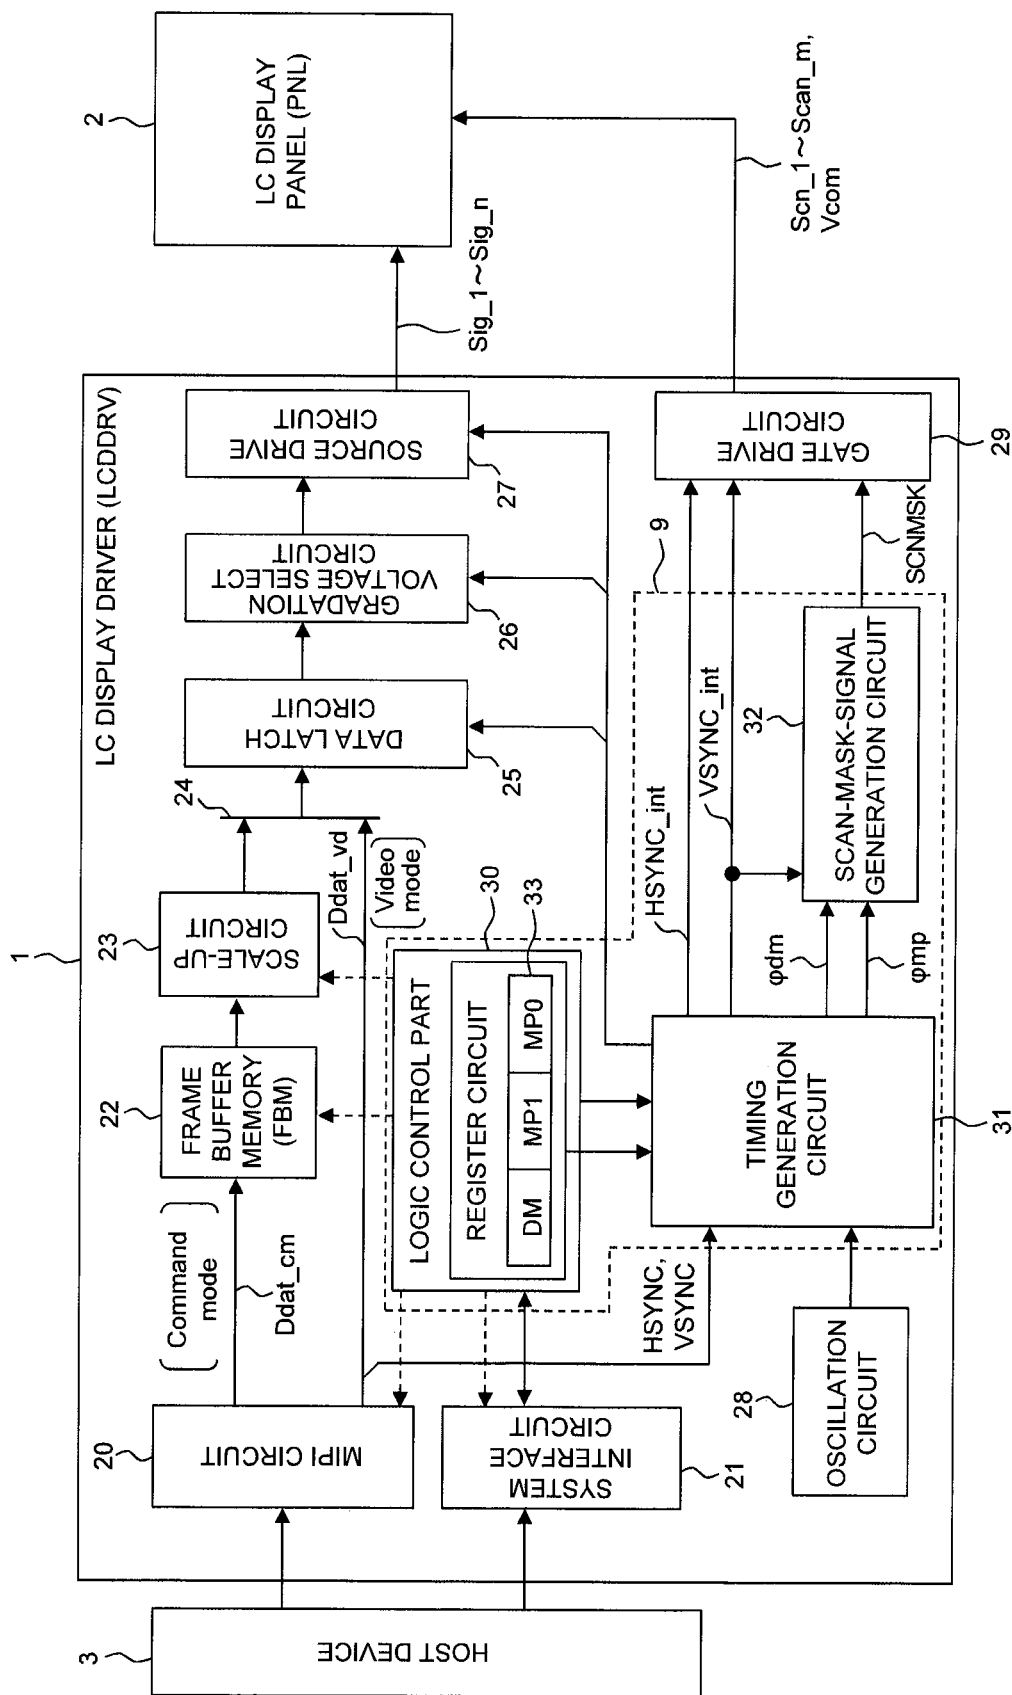 1
LC DISPLAY DRIVER (LCDDRV)
3
HOST DEVICE
20
MIPI CIRCUIT
21
SYSTEM
INTERFACE
CIRCUIT
(Command
mode)
Ddat_cm
22
FRAME
BUFFER
MEMORY
(FBM)
23
SCALE-UP
CIRCUIT
24
Ddat_vd
(Video
mode)
25
DATA LATCH
CIRCUIT
26
GRADATION
VOLTAGE SELECT
CIRCUIT
27
SOURCE DRIVE
CIRCUIT
Sig_1~Sig_n
2
LC DISPLAY
PANEL (PNL)
30
LOGIC CONTROL PART
REGISTER CIRCUIT
33
DM
MP1
MP0
HSYNC,
VSYNC
28
OSCILLATION
CIRCUIT
31
TIMING
GENERATION
CIRCUIT
HSYNC_int
VSYNC_int
φdm
φmp
32
SCAN-MASK-SIGNAL
GENERATION CIRCUIT
9
SCNMSK
29
GATE DRIVE
CIRCUIT
Scn_1~Scan_m,
Vcom